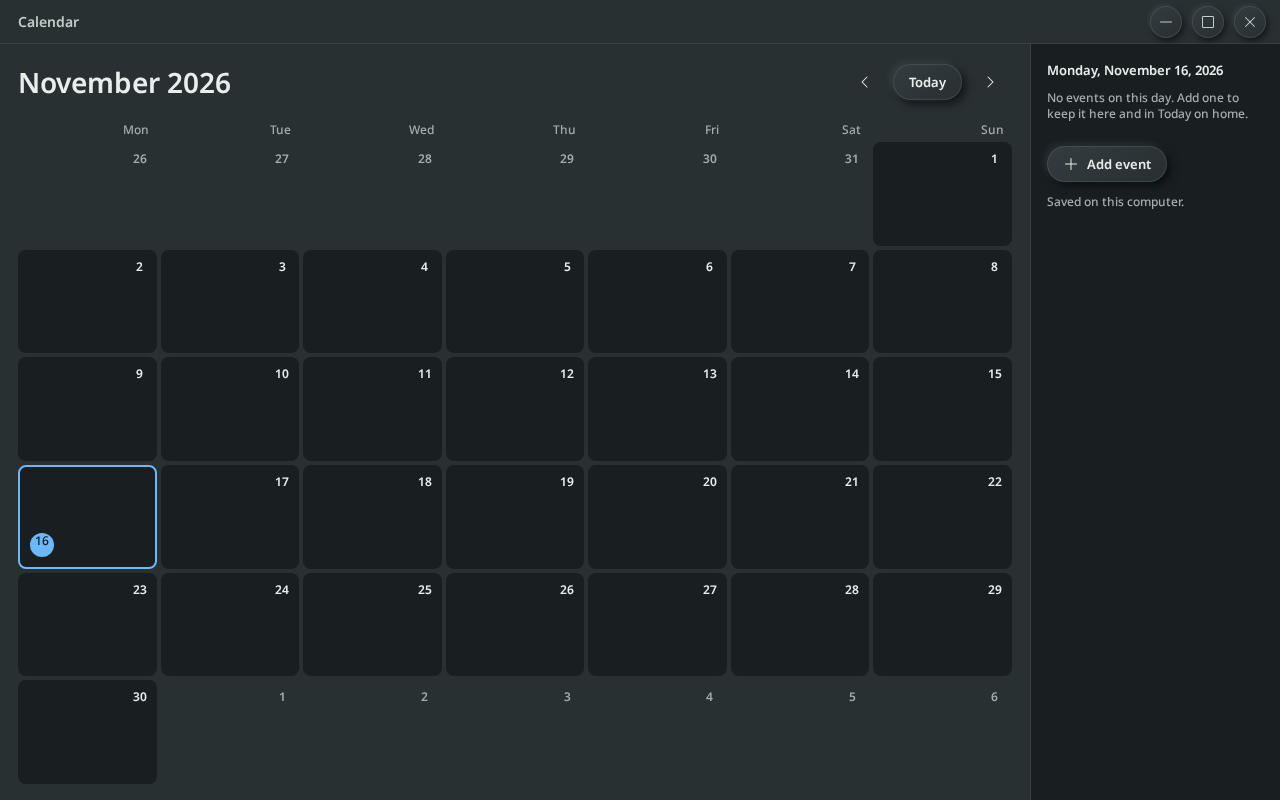 Calendar
November 2026
Today
Mon Tue Wed Thu Fri Sat Sun
26 27 28 29 30 31 1
2 3 4 5 6 7 8
9 10 11 12 13 14 15
16 17 18 19 20 21 22
23 24 25 26 27 28 29
30 1 2 3 4 5 6
Monday, November 16, 2026
No events on this day. Add one to
keep it here and in Today on home.
Add event
Saved on this computer.